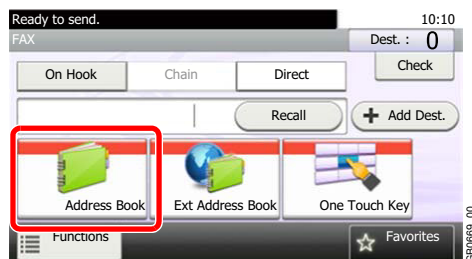 Ready to send. 10:10
FAX Dest. : 0
On Hook Chain Direct Check
Recall Add Dest.
Address Book Ext Address Book One Touch Key
Functions Favorites
GB0669_00